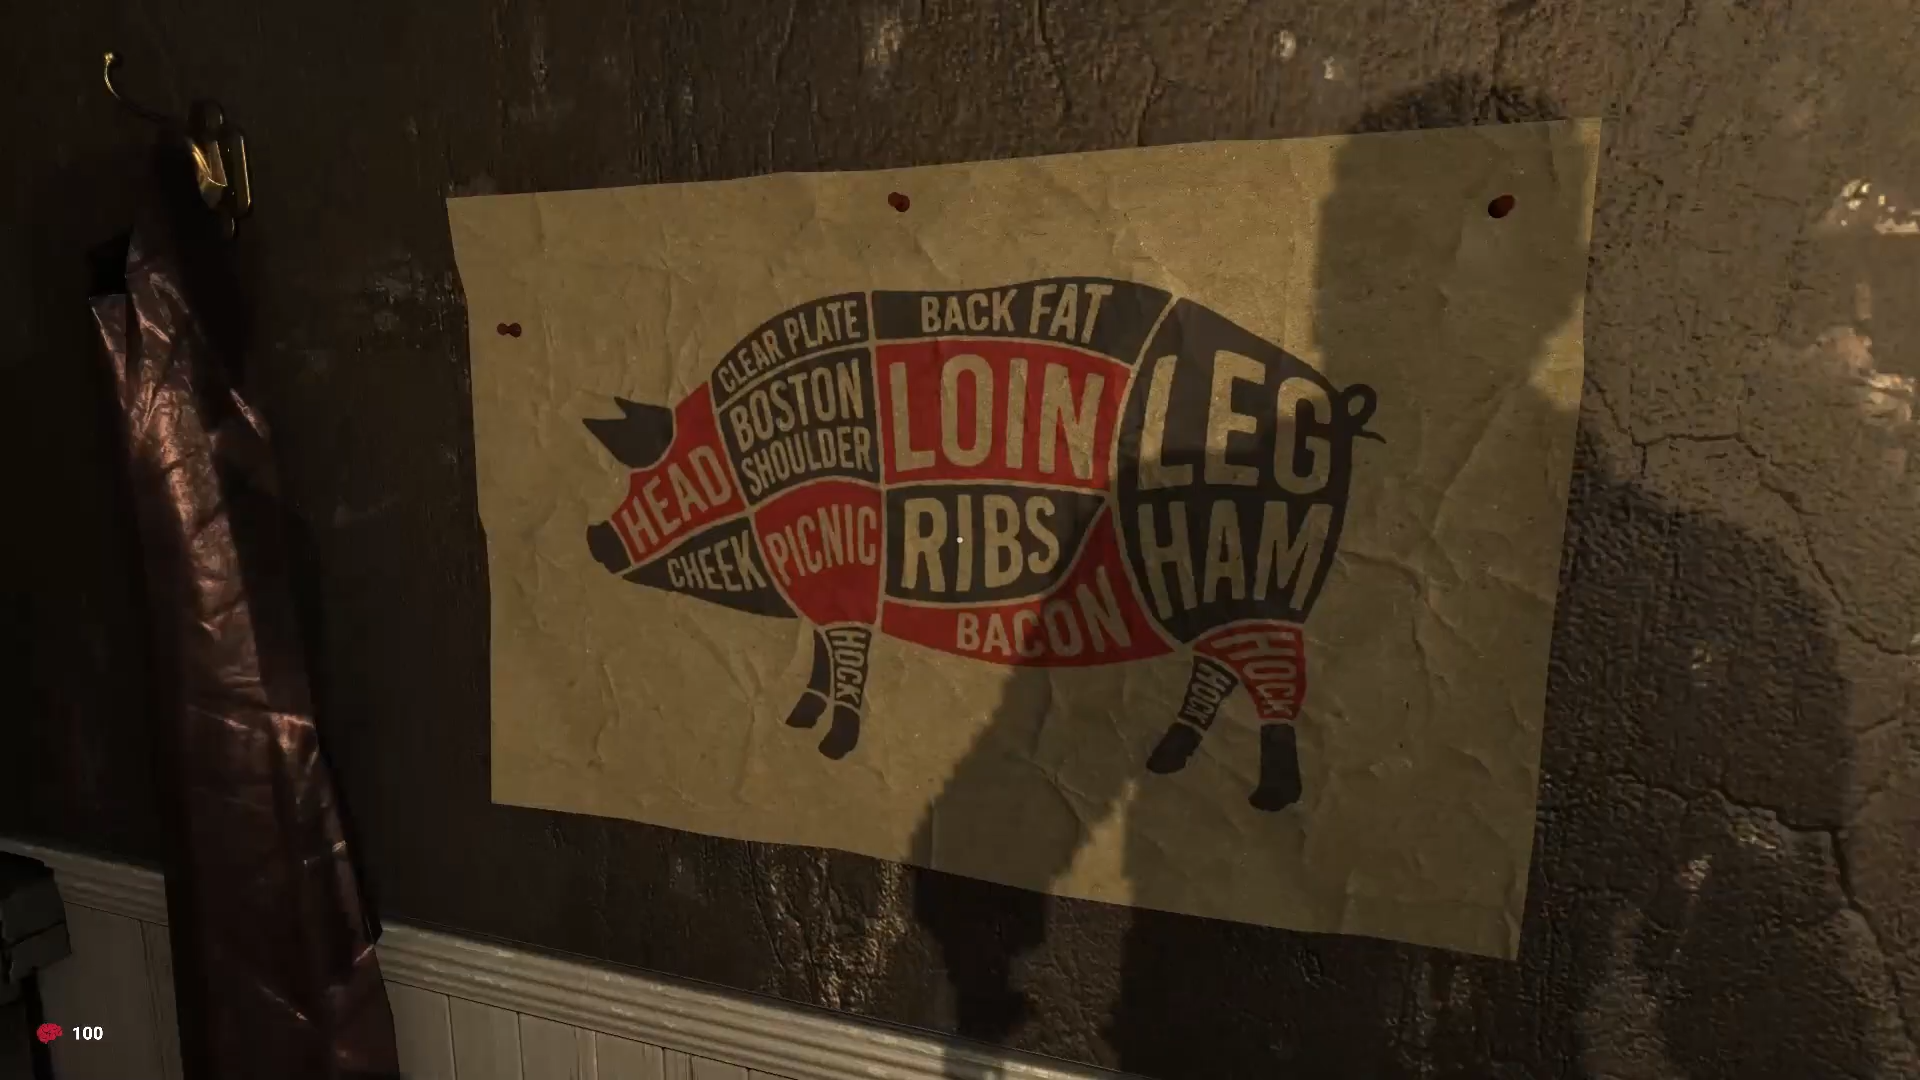 CLEAR PLATE
BACK FAT
BOSTON
SHOULDER
LOIN
LEG
HAM
HEAD
CHEEK
PICNIC
RIBS
BACON
HOCK
HOCK
HOCK
100